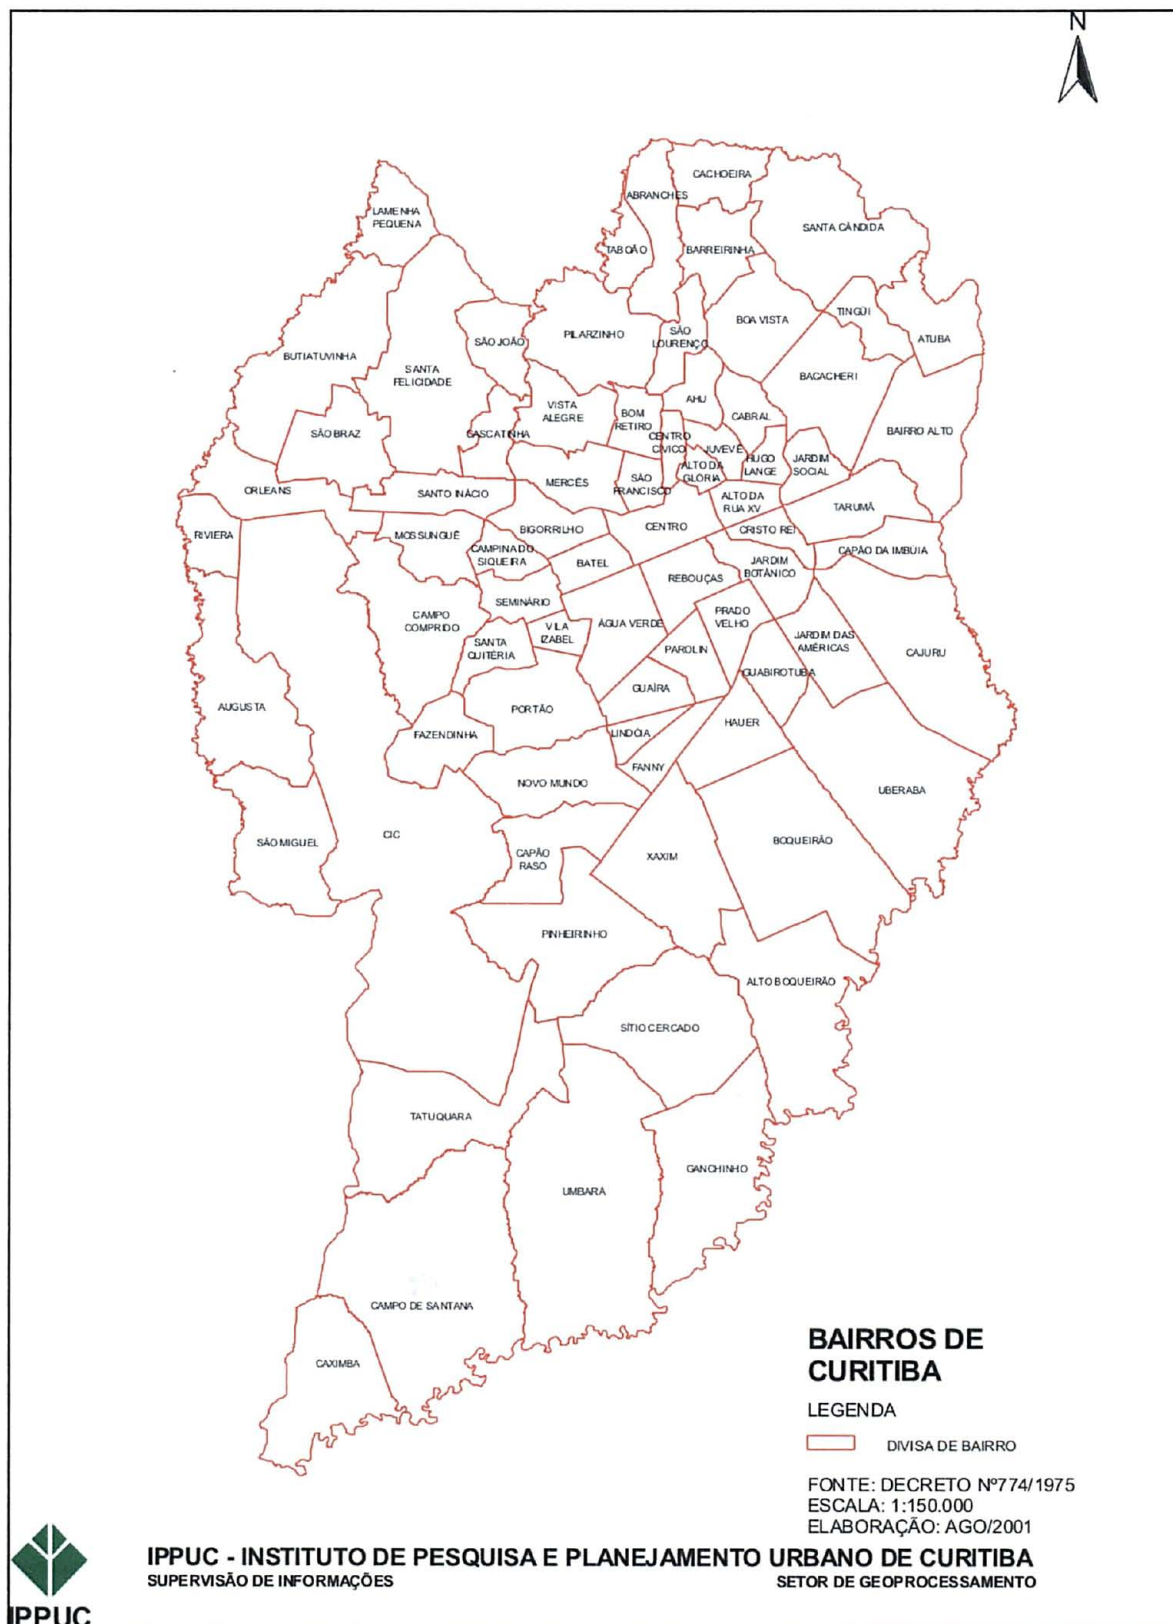 N
CACHOEIRA
ABRANCHES
LAMENHA
PEQUENA
SANTA CÂNDIDA
TABOÃO
BARREIRINHA
TINGÜI
BOA VISTA
PILARZINHO
SÃO
LOURENÇO
ATUBA
SÃO JOÃO
BUTIATUVINHA
SANTA
FELICIDADE
BACACHERI
AHU
VISTA
ALEGRE
BOM
RETIRO
CABRAL
BAIRRO ALTO
SÃO BRAZ
CASCATINHA
CENTRO
CÍVICO
JUVEVÊ
HUGO
LANGE
JARDIM
SOCIAL
ALTO DA
GLÓRIA
MERCÊS
SÃO
FRANCISCO
ORLEANS
SANTO INÁCIO
ALTO DA
RUA XV
TARUMÃ
RIVIERA
MOSSUNGUÊ
BIGORRILHO
CENTRO
CRISTO REI
CAMPINA DO
SIQUEIRA
CAPÃO DA IMBÚIA
BATEL
JARDIM
BOTÂNICO
REBOUÇAS
SEMINÁRIO
CAMPO
COMPRIDO
PRADO
VELHO
VILA
IZABEL
ÁGUA VERDE
JARDIM DAS
AMÉRICAS
SANTA
QUITÉRIA
PAROLIN
CAJURU
GUABIROTUBA
GUAÍRA
AUGUSTA
PORTÃO
HAUER
FAZENDINHA
LINDÓIA
FANNY
NOVO MUNDO
UBERABA
CIC
SÃO MIGUEL
BOQUEIRÃO
CAPÃO
RASO
XAXIM
PINHEIRINHO
ALTO BOQUEIRÃO
SÍTIO CERCADO
TATUQUARA
GANCHINHO
UMBARÁ
CAMPO DE SANTANA
CAXIMBA
BAIRROS DE
CURITIBA
LEGENDA
DIVISA DE BAIRRO
FONTE: DECRETO Nº774/1975
ESCALA: 1:150.000
ELABORAÇÃO: AGO/2001
IPPUC - INSTITUTO DE PESQUISA E PLANEJAMENTO URBANO DE CURITIBA
SUPERVISÃO DE INFORMAÇÕES SETOR DE GEOPROCESSAMENTO
IPPUC